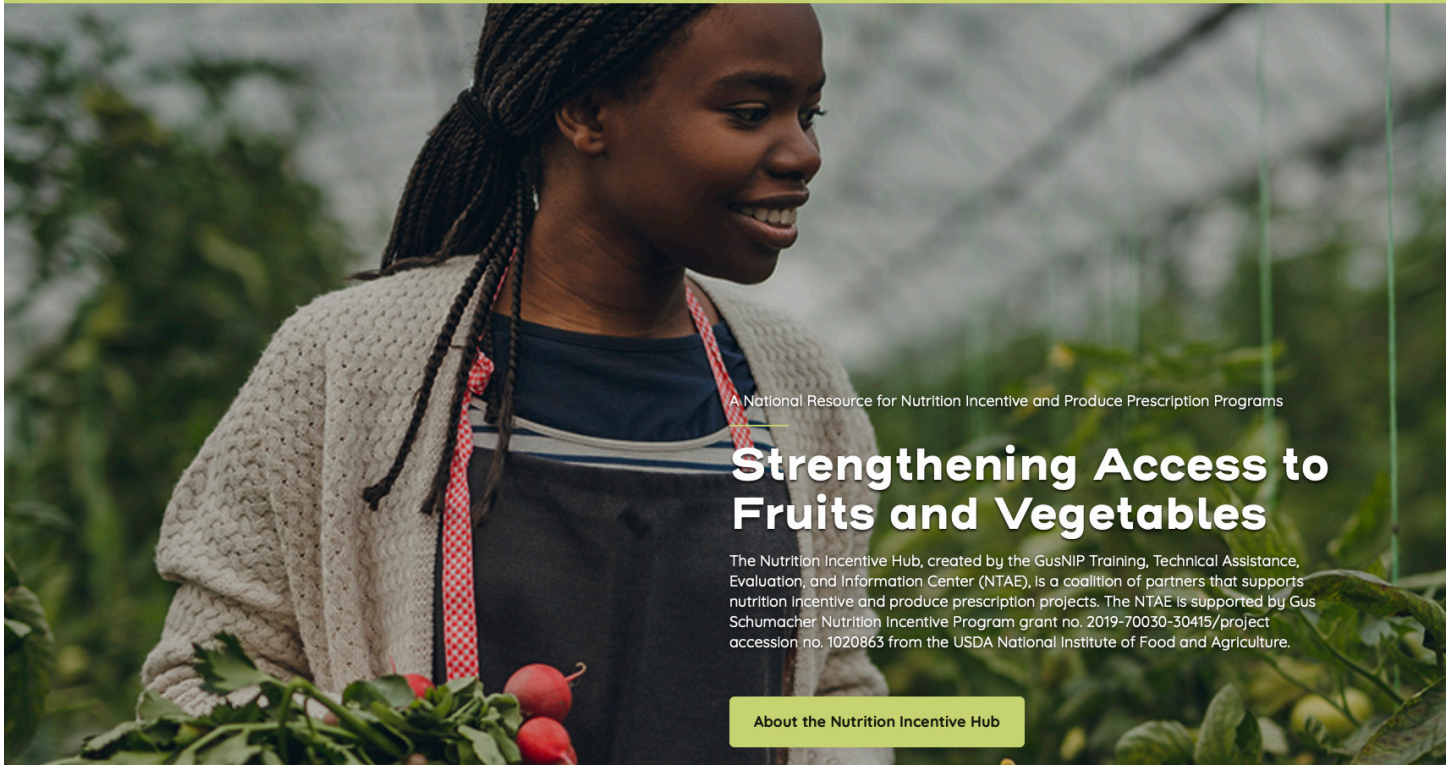 A National Resource for Nutrition Incentive and Produce Prescription Programs
Strengthening Access to
Fruits and Vegetables
The Nutrition Incentive Hub, created by the GusNIP Training, Technical Assistance,
Evaluation, and Information Center (NTAE), is a coalition of partners that supports
nutrition incentive and produce prescription projects. The NTAE is supported by Gus
Schumacher Nutrition Incentive Program grant no. 2019-70030-30415/project
accession no. 1020863 from the USDA National Institute of Food and Agriculture.
About the Nutrition Incentive Hub